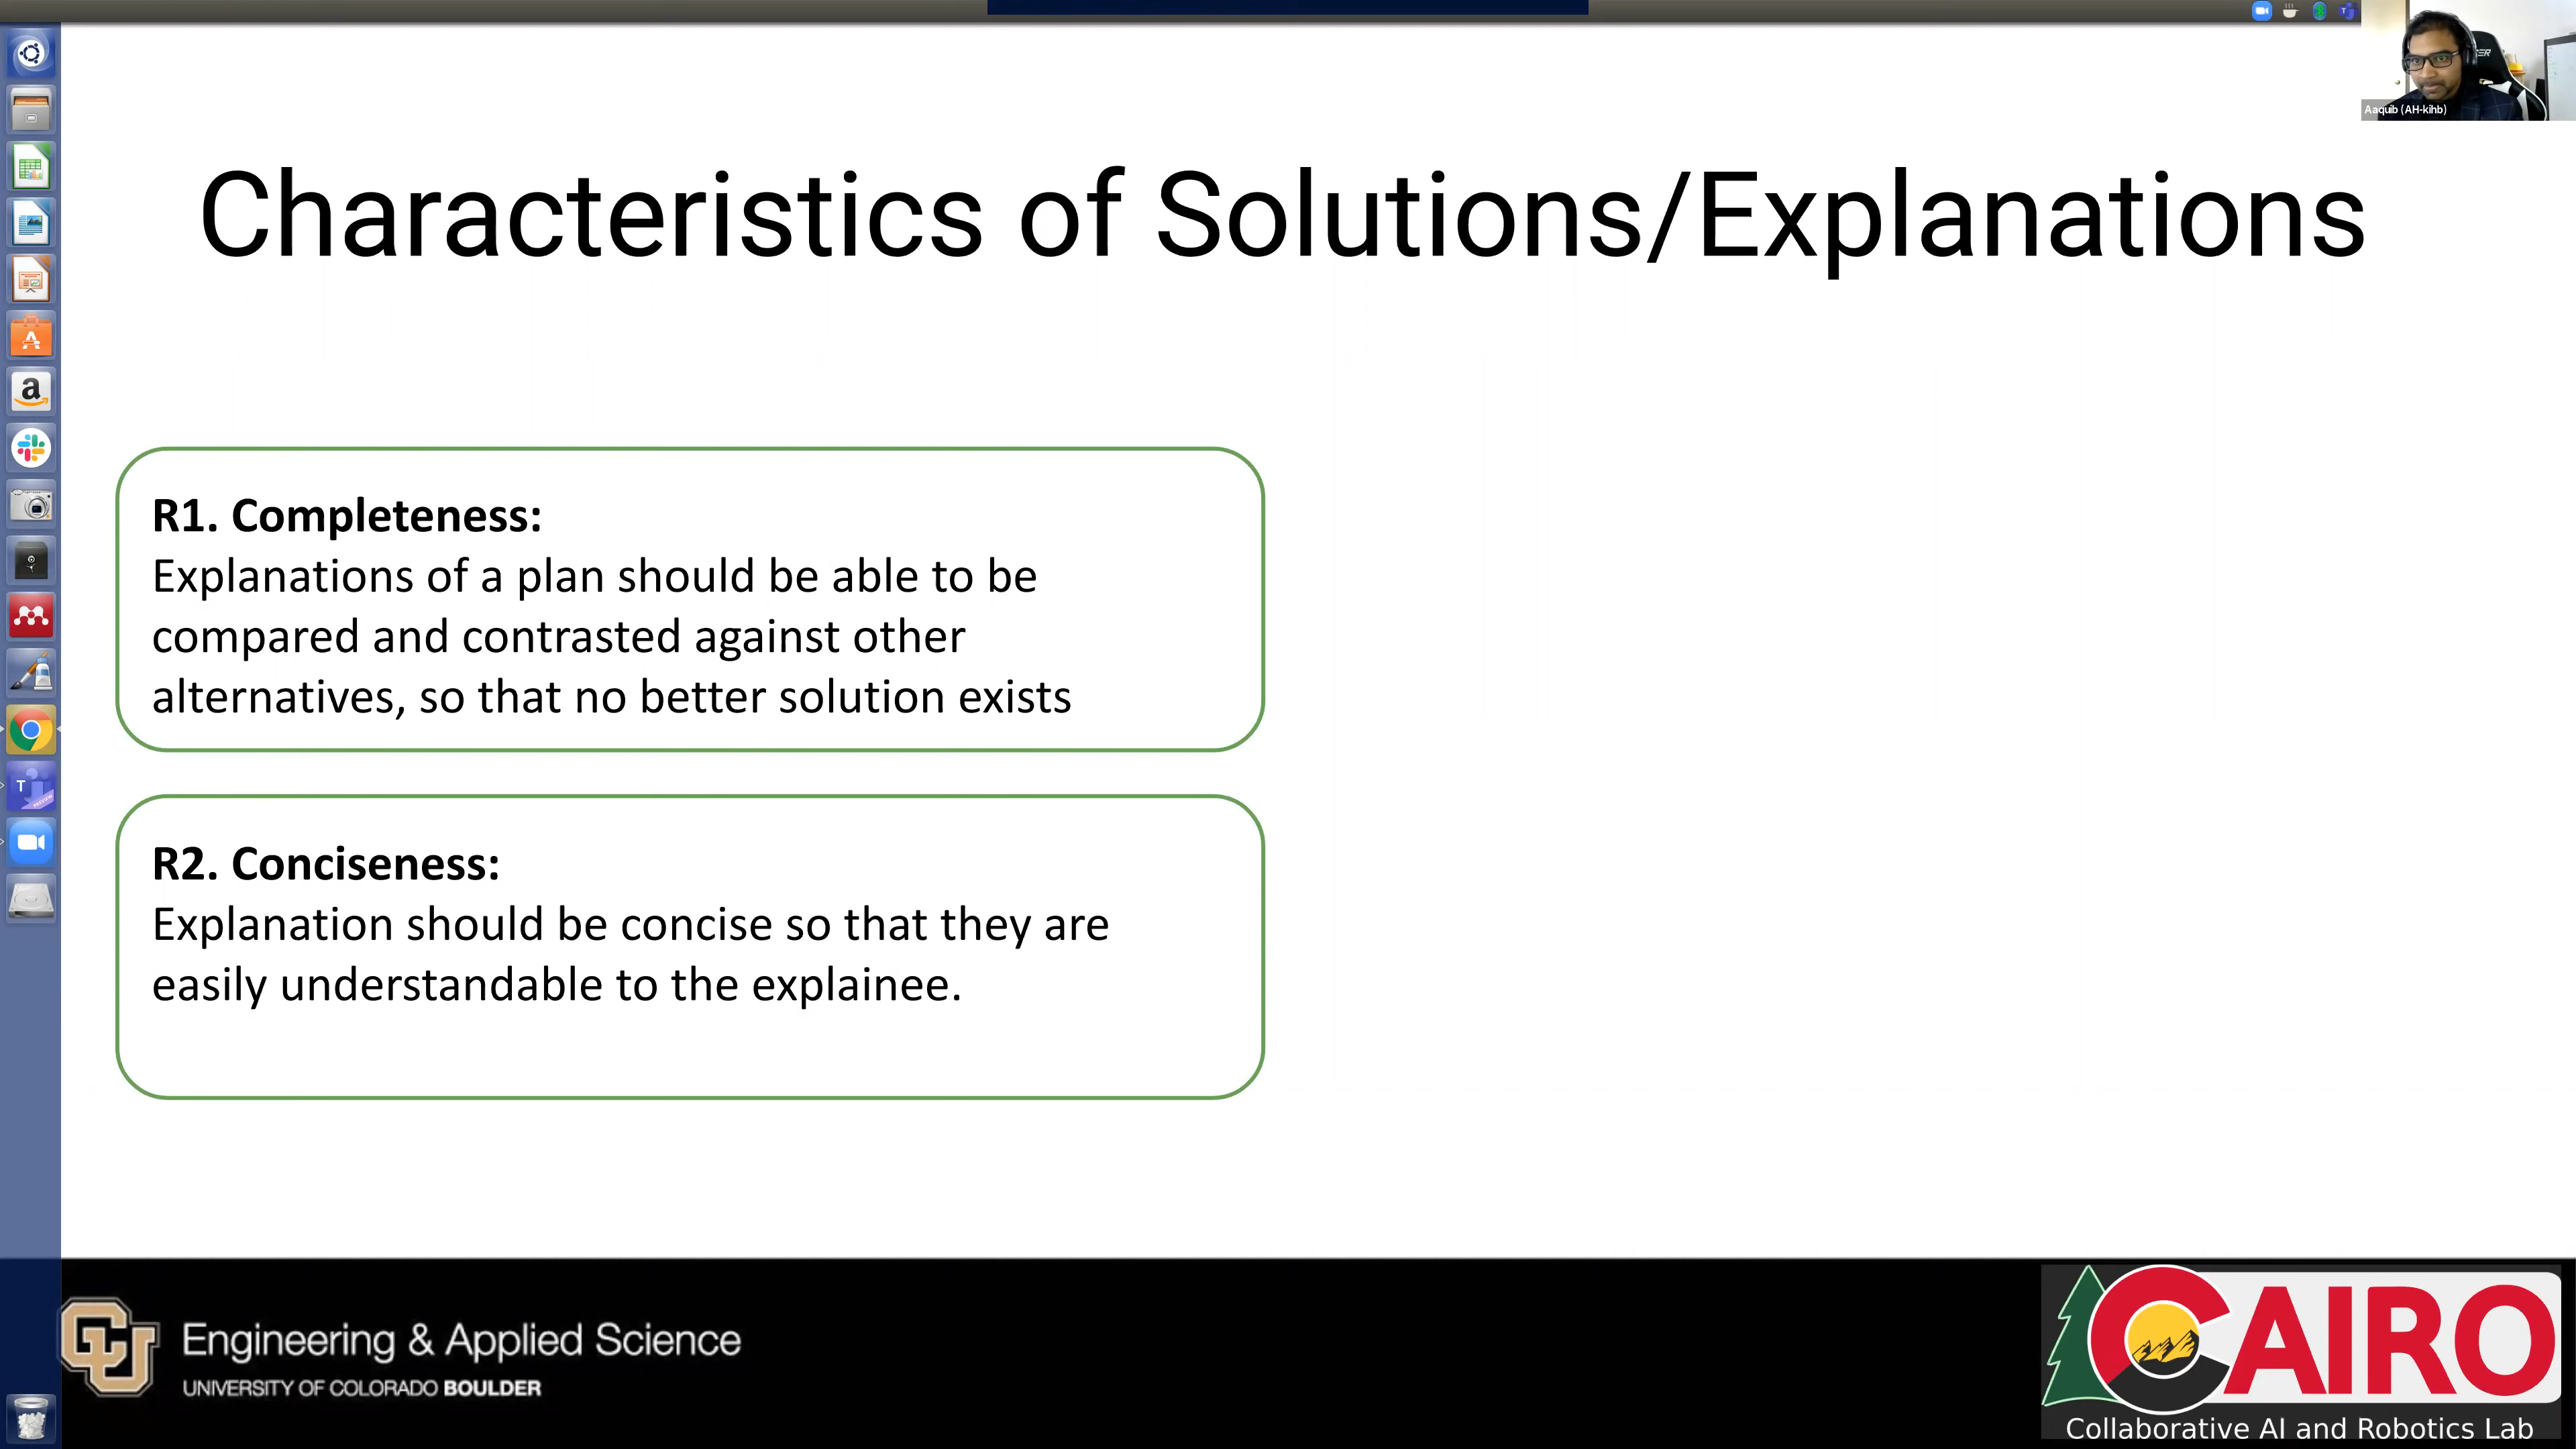 Aaquib (AH-kihb)
Characteristics of Solutions/Explanations
R1. Completeness:
Explanations of a plan should be able to be
compared and contrasted against other
alternatives, so that no better solution exists
R2. Conciseness:
Explanation should be concise so that they are
easily understandable to the explainee.
CU
Engineering & Applied Science
UNIVERSITY OF COLORADO BOULDER
CAIRO
Collaborative AI and Robotics Lab